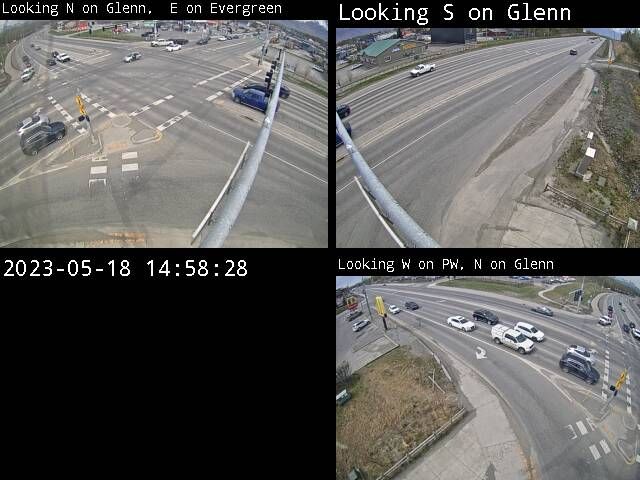 Looking N on Glenn,  E on Evergreen
Looking S on Glenn
2023-05-18 14:58:28
Looking W on PW, N on Glenn